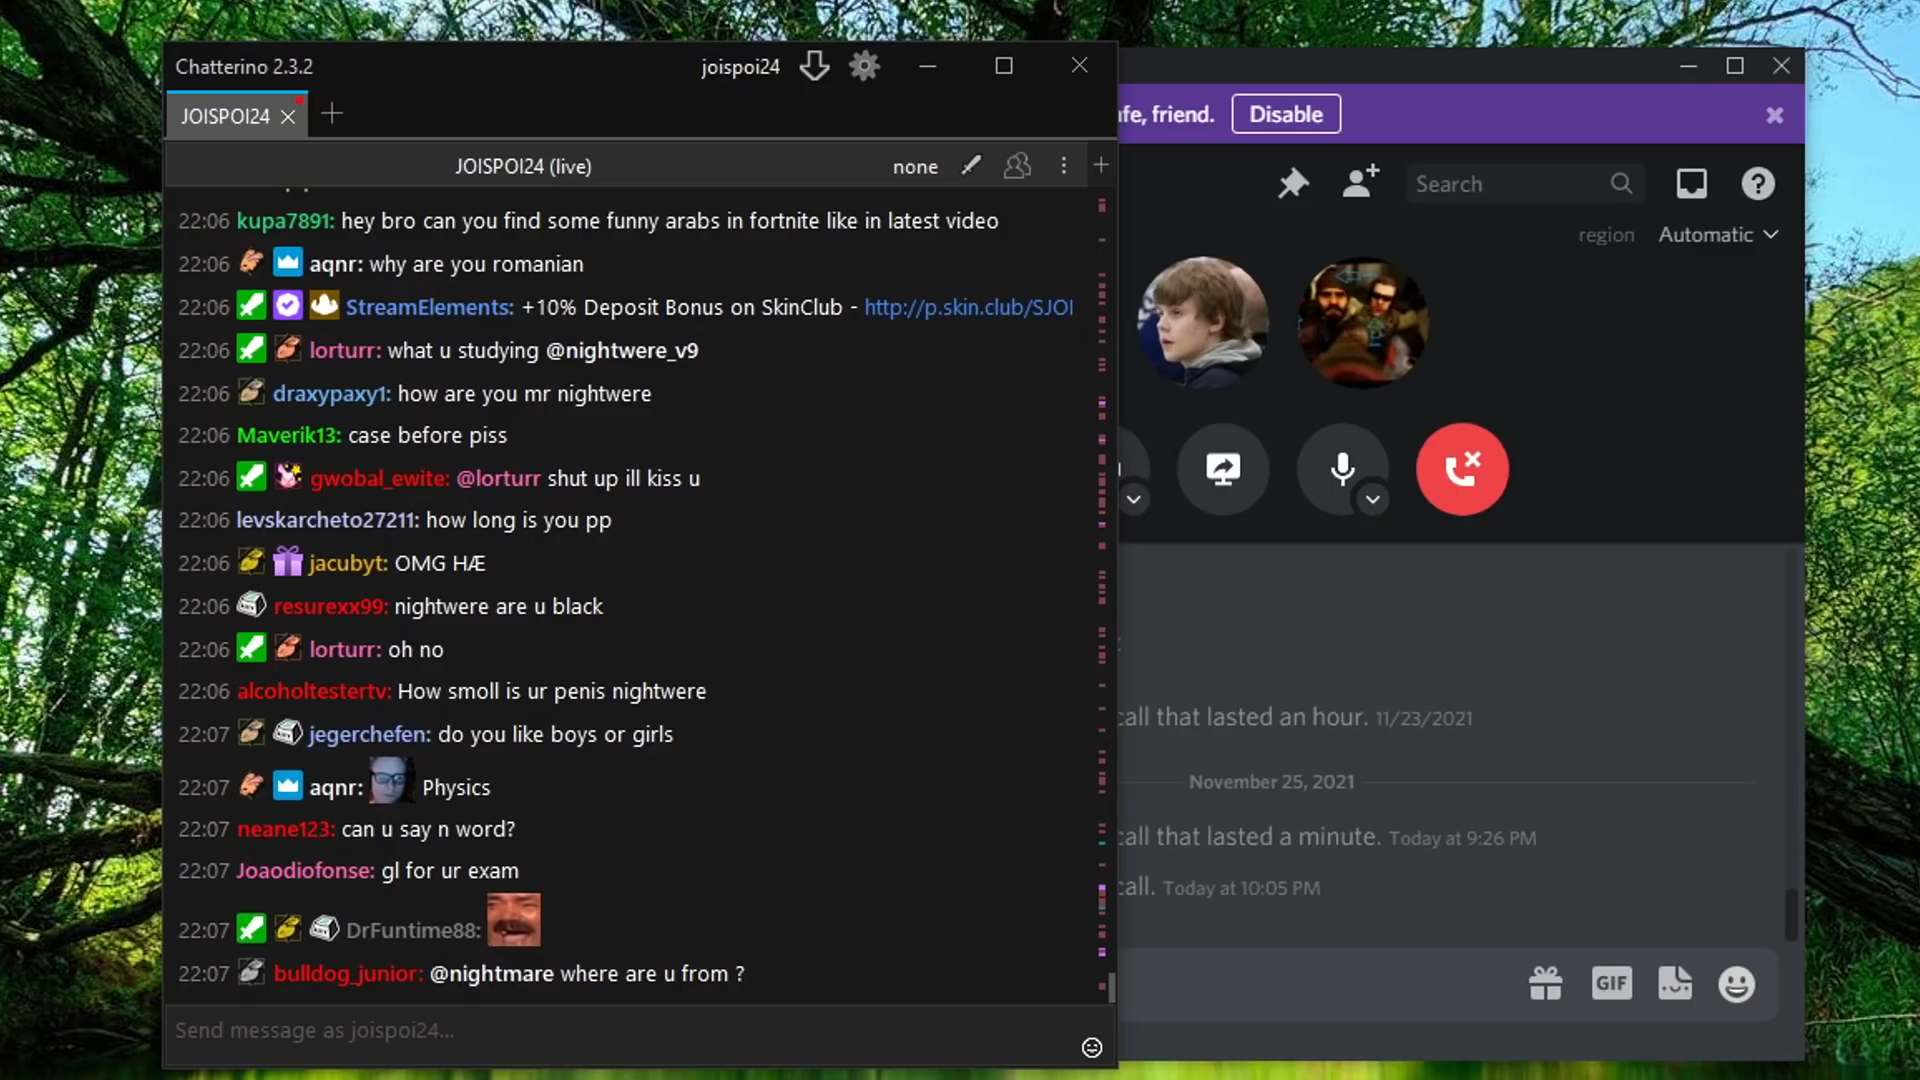 Chatterino 2.3.2
joispoi24
JOISPOI24
JOISPOI24 (live)
none
22:06 kupa7891: hey bro can you find some funny arabs in fortnite like in latest video
22:06 aqnr: why are you romanian
22:06 StreamElements: +10% Deposit Bonus on SkinClub - http://p.skin.club/SJOI
22:06 lorturr: what u studying @nightwere_v9
22:06 draxypaxy1: how are you mr nightwere
22:06 Maverik13: case before piss
22:06 gwobal_ewite: @lorturr shut up ill kiss u
22:06 levskarcheto27211: how long is you pp
22:06 jacubyt: OMG HÆ
22:06 resurexx99: nightwere are u black
22:06 lorturr: oh no
22:06 alcoholtestertv: How smoll is ur penis nightwere
22:07 jegerchefen: do you like boys or girls
22:07 aqnr: Physics
22:07 neane123: can u say n word?
22:07 Joaodiofonse: gl for ur exam
22:07 DrFuntime88:
22:07 bulldog_junior: @nightmare where are u from ?
Send message as joispoi24...
fe, friend. Disable
Search
region Automatic
call that lasted an hour. 11/23/2021
November 25, 2021
call that lasted a minute. Today at 9:26 PM
call. Today at 10:05 PM
GIF